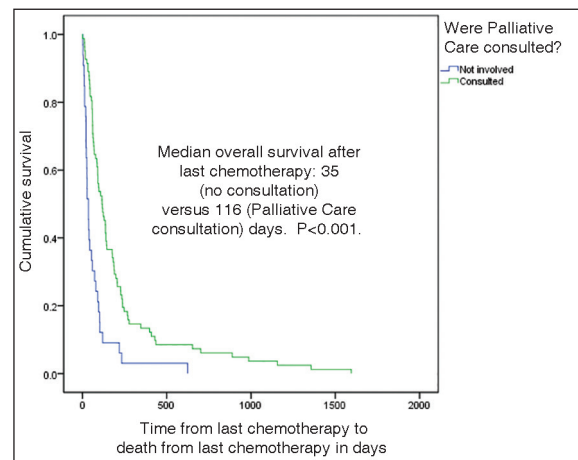 Were Palliative
Care consulted?
Not involved
Consulted
Median overall survival after
last chemotherapy: 35
(no consultation)
versus 116 (Palliative Care
consultation) days. P<0.001.
Cumulative survival
1.0
0.8
0.6
0.4
0.2
0.0
0
500
1000
1500
2000
Time from last chemotherapy to
death from last chemotherapy in days